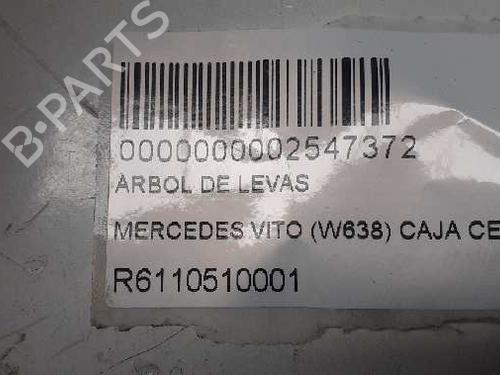 B-PARTS
0000000002547372
ARBOL DE LEVAS
MERCEDES VITO (W638) CAJA CE
R6110510001